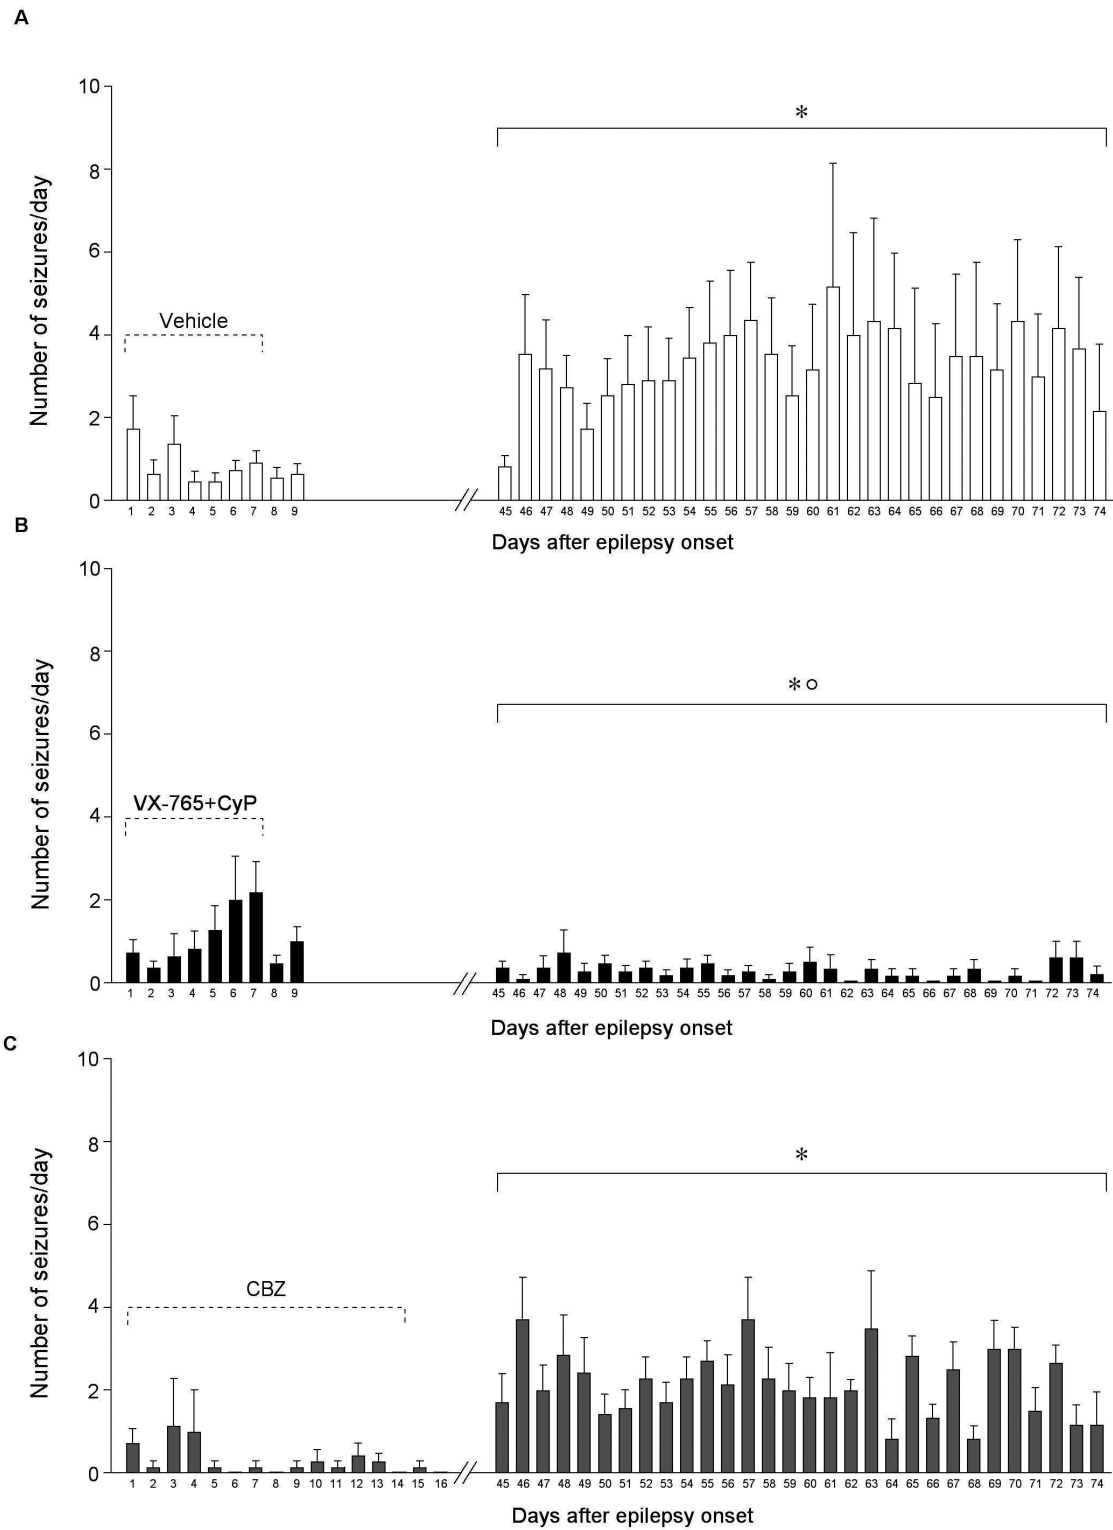 A
Number of seizures/day
10
8
6
4
2
0
*
Vehicle
1 2 3 4 5 6 7 8 9 45 46 47 48 49 50 51 52 53 54 55 56 57 58 59 60 61 62 63 64 65 66 67 68 69 70 71 72 73 74
Days after epilepsy onset
B
Number of seizures/day
10
8
6
4
2
0
* o
VX-765+CyP
1 2 3 4 5 6 7 8 9 45 46 47 48 49 50 51 52 53 54 55 56 57 58 59 60 61 62 63 64 65 66 67 68 69 70 71 72 73 74
Days after epilepsy onset
C
Number of seizures/day
10
8
6
4
2
0
*
CBZ
1 2 3 4 5 6 7 8 9 10 11 12 13 14 15 16 45 46 47 48 49 50 51 52 53 54 55 56 57 58 59 60 61 62 63 64 65 66 67 68 69 70 71 72 73 74
Days after epilepsy onset